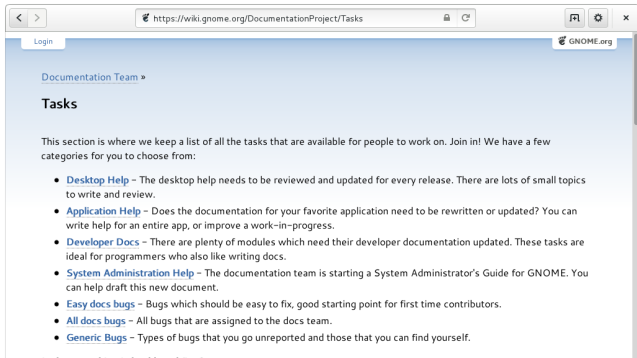 https://wiki.gnome.org/DocumentationProject/Tasks
Login
GNOME.org
Documentation Team »
Tasks
This section is where we keep a list of all the tasks that are available for people to work on. Join in! We have a few
categories for you to choose from:
• Desktop Help – The desktop help needs to be reviewed and updated for every release. There are lots of small topics
to write and review.
• Application Help – Does the documentation for your favorite application need to be rewritten or updated? You can
write help for an entire app, or improve a work-in-progress.
• Developer Docs – There are plenty of modules which need their developer documentation updated. These tasks are
ideal for programmers who also like writing docs.
• System Administration Help – The documentation team is starting a System Administrator's Guide for GNOME. You
can help draft this new document.
• Easy docs bugs – Bugs which should be easy to fix, good starting point for first time contributors.
• All docs bugs – All bugs that are assigned to the docs team.
• Generic Bugs – Types of bugs that you go unreported and those that you can find yourself.